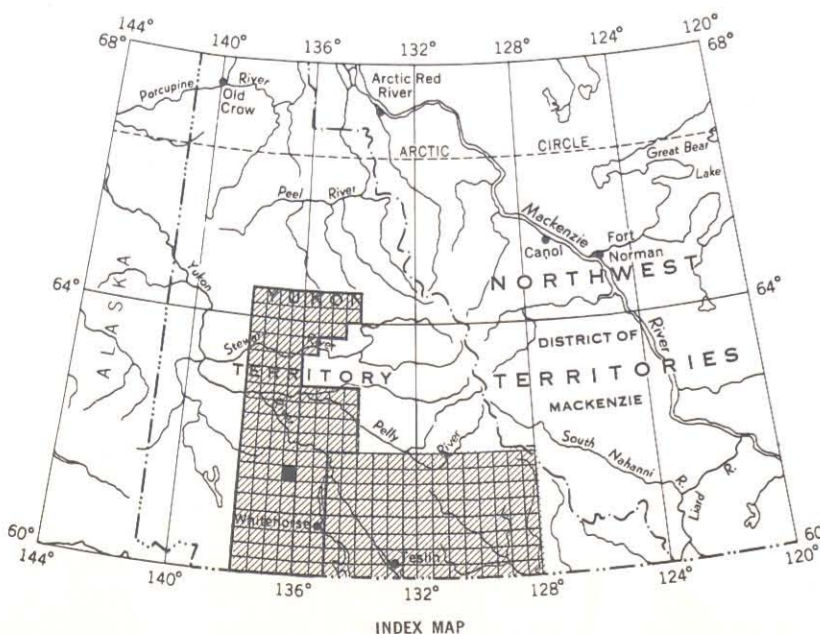 144° 140° 136° 132° 128° 124° 120°
68° 68°
Porcupine River
Old Crow
Arctic Red River
ARCTIC CIRCLE
Great Bear Lake
Peel River
Mackenzie
Canol
Fort Norman
NORTHWEST
Yukon
64° YUKON 64°
ALASKA
Stewart River
DISTRICT OF
River
TERRITORY
TERRITORIES
MACKENZIE
Pelly River
South Nahanni R.
Liard R.
Whitehorse
Teslin
60° 60
144° 140° 136° 132° 128° 124° 120°
INDEX MAP